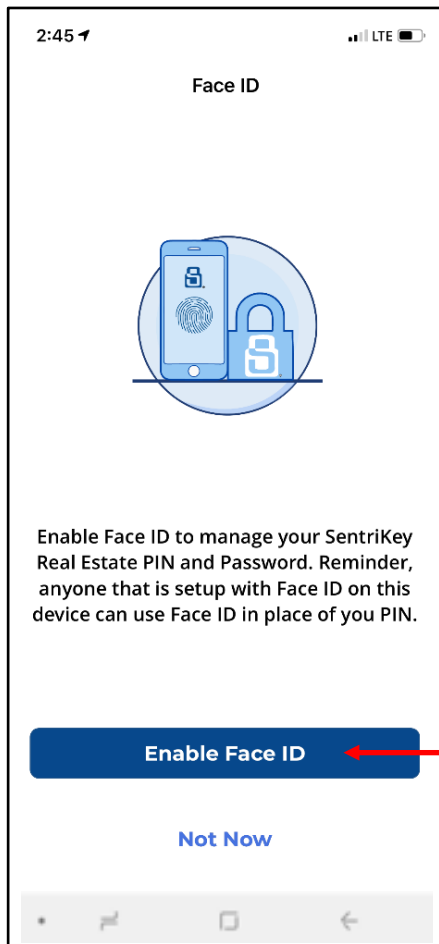 2:45 LTE
Face ID
Enable Face ID to manage your SentriKey
Real Estate PIN and Password. Reminder,
anyone that is setup with Face ID on this
device can use Face ID in place of you PIN.
Enable Face ID
Not Now